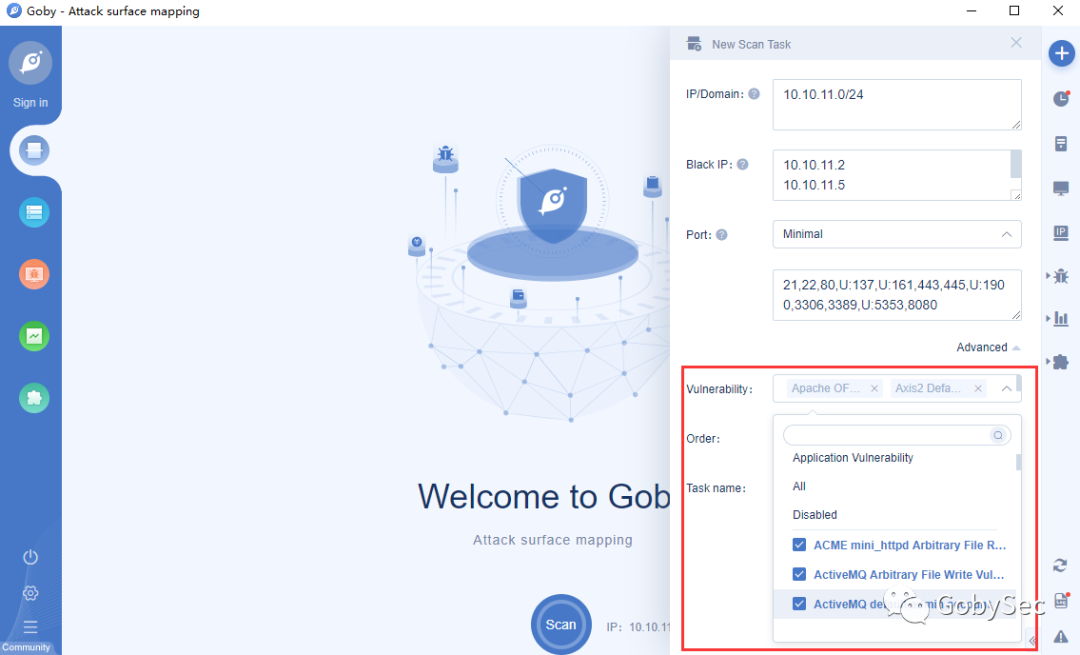 Goby - Attack surface mapping
Sign in
Community
Welcome to Gob
Attack surface mapping
Scan
IP: 10.10.11
New Scan Task
IP/Domain: ?
10.10.11.0/24
Black IP: ?
10.10.11.2
10.10.11.5
Port: ?
Minimal
21,22,80,U:137,U:161,443,445,U:190
0,3306,3389,U:5353,8080
Advanced
Vulnerability:
Apache OF... × Axis2 Defa... ×
Order:
Task name:
Application Vulnerability
All
Disabled
ACME mini_httpd Arbitrary File R...
ActiveMQ Arbitrary File Write Vul...
ActiveMQ
GobySec
IP